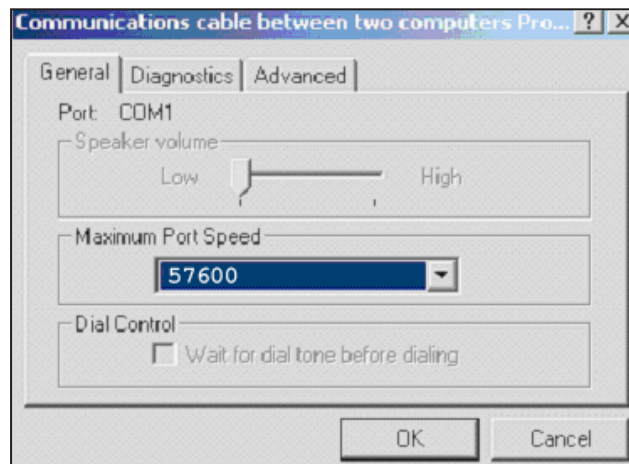 Communications cable between two computers Pro... ? X
General Diagnostics Advanced
Port: COM1
Speaker volume
Low High
Maximum Port Speed
57600
Dial Control
Wait for dial tone before dialing
OK Cancel